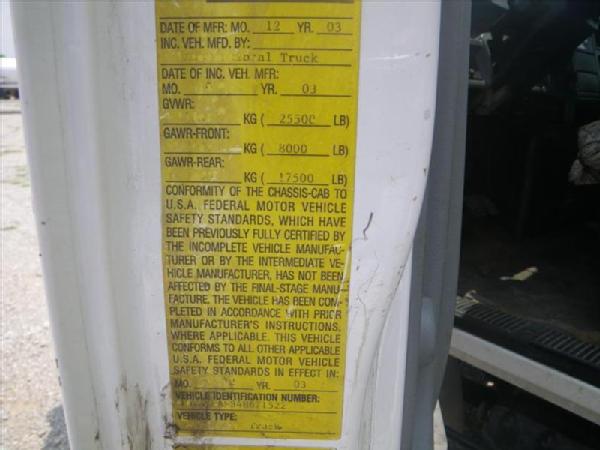 DATE OF MFR: MO. 12 YR. 03
INC. VEH. MFD. BY:
Truck
DATE OF INC. VEH. MFR:
MO. YR. 03
GVWR:
KG ( 25500 LB)
GAWR-FRONT:
KG ( 8000 LB)
GAWR-REAR:
KG ( 17500 LB)
CONFORMITY OF THE CHASSIS-CAB TO
U.S.A. FEDERAL MOTOR VEHICLE
SAFETY STANDARDS, WHICH HAVE
BEEN PREVIOUSLY FULLY CERTIFIED BY
THE INCOMPLETE VEHICLE MANUFAC-
TURER OR BY THE INTERMEDIATE VE-
HICLE MANUFACTURER, HAS NOT BEEN
AFFECTED BY THE FINAL-STAGE MANU-
FACTURE. THE VEHICLE HAS BEEN COM-
PLETED IN ACCORDANCE WITH PRIOR
MANUFACTURER'S INSTRUCTIONS,
WHERE APPLICABLE. THIS VEHICLE
CONFORMS TO ALL OTHER APPLICABLE
U.S.A. FEDERAL MOTOR VEHICLE
SAFETY STANDARDS IN EFFECT IN:
MO. YR. 03
VEHICLE IDENTIFICATION NUMBER:
VEHICLE TYPE:
Truck